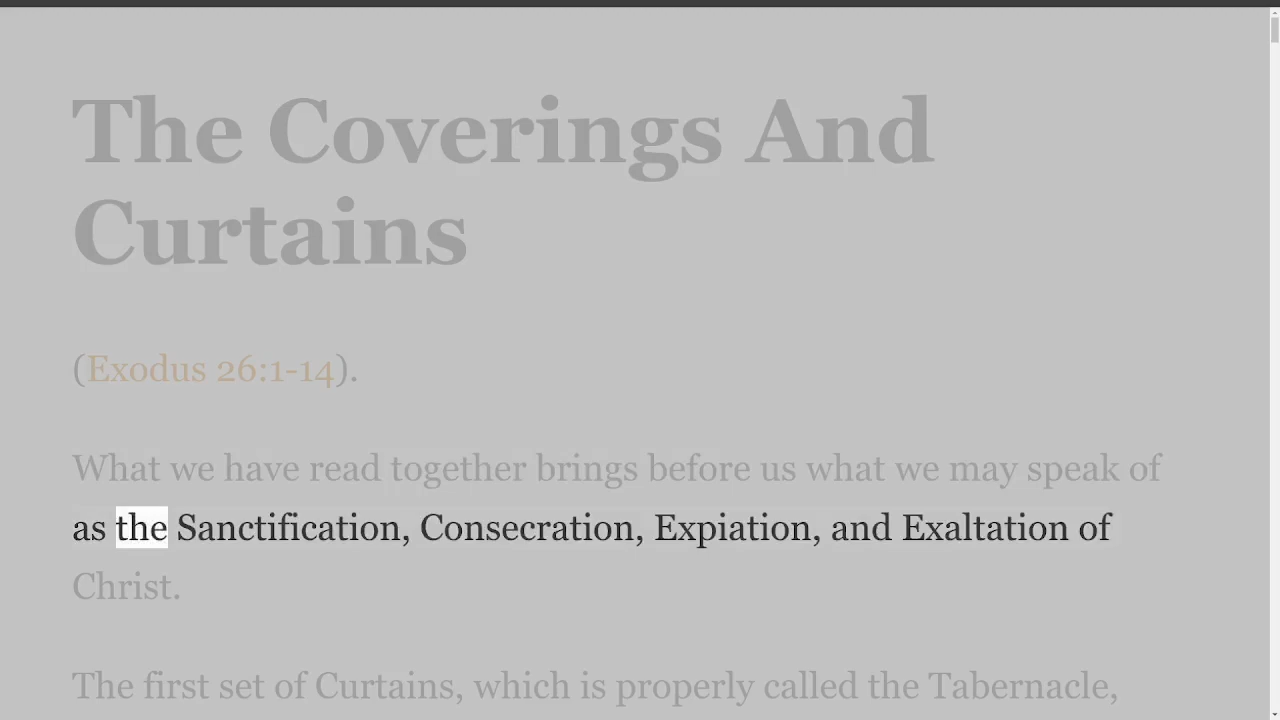 The Coverings And
Curtains
(Exodus 26:1-14).
What we have read together brings before us what we may speak of
as the Sanctification, Consecration, Expiation, and Exaltation of
Christ.
The first set of Curtains, which is properly called the Tabernacle,